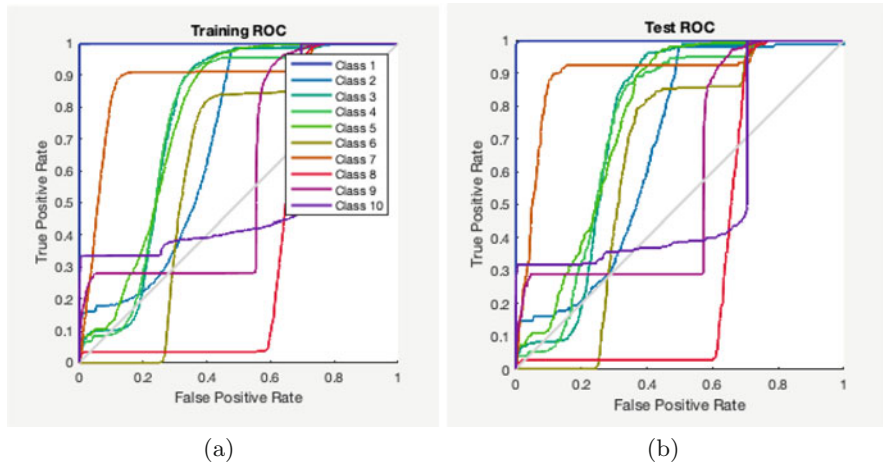 Training ROC
1
0.9
0.8
0.7
0.6
0.5
0.4
0.3
0.2
0.1
0
True Positive Rate
Class 1
Class 2
Class 3
Class 4
Class 5
Class 6
Class 7
Class 8
Class 9
Class 10
0 0.2 0.4 0.6 0.8 1
False Positive Rate
(a)
Test ROC
1
0.9
0.8
0.7
0.6
0.5
0.4
0.3
0.2
0.1
0
True Positive Rate
0 0.2 0.4 0.6 0.8 1
False Positive Rate
(b)